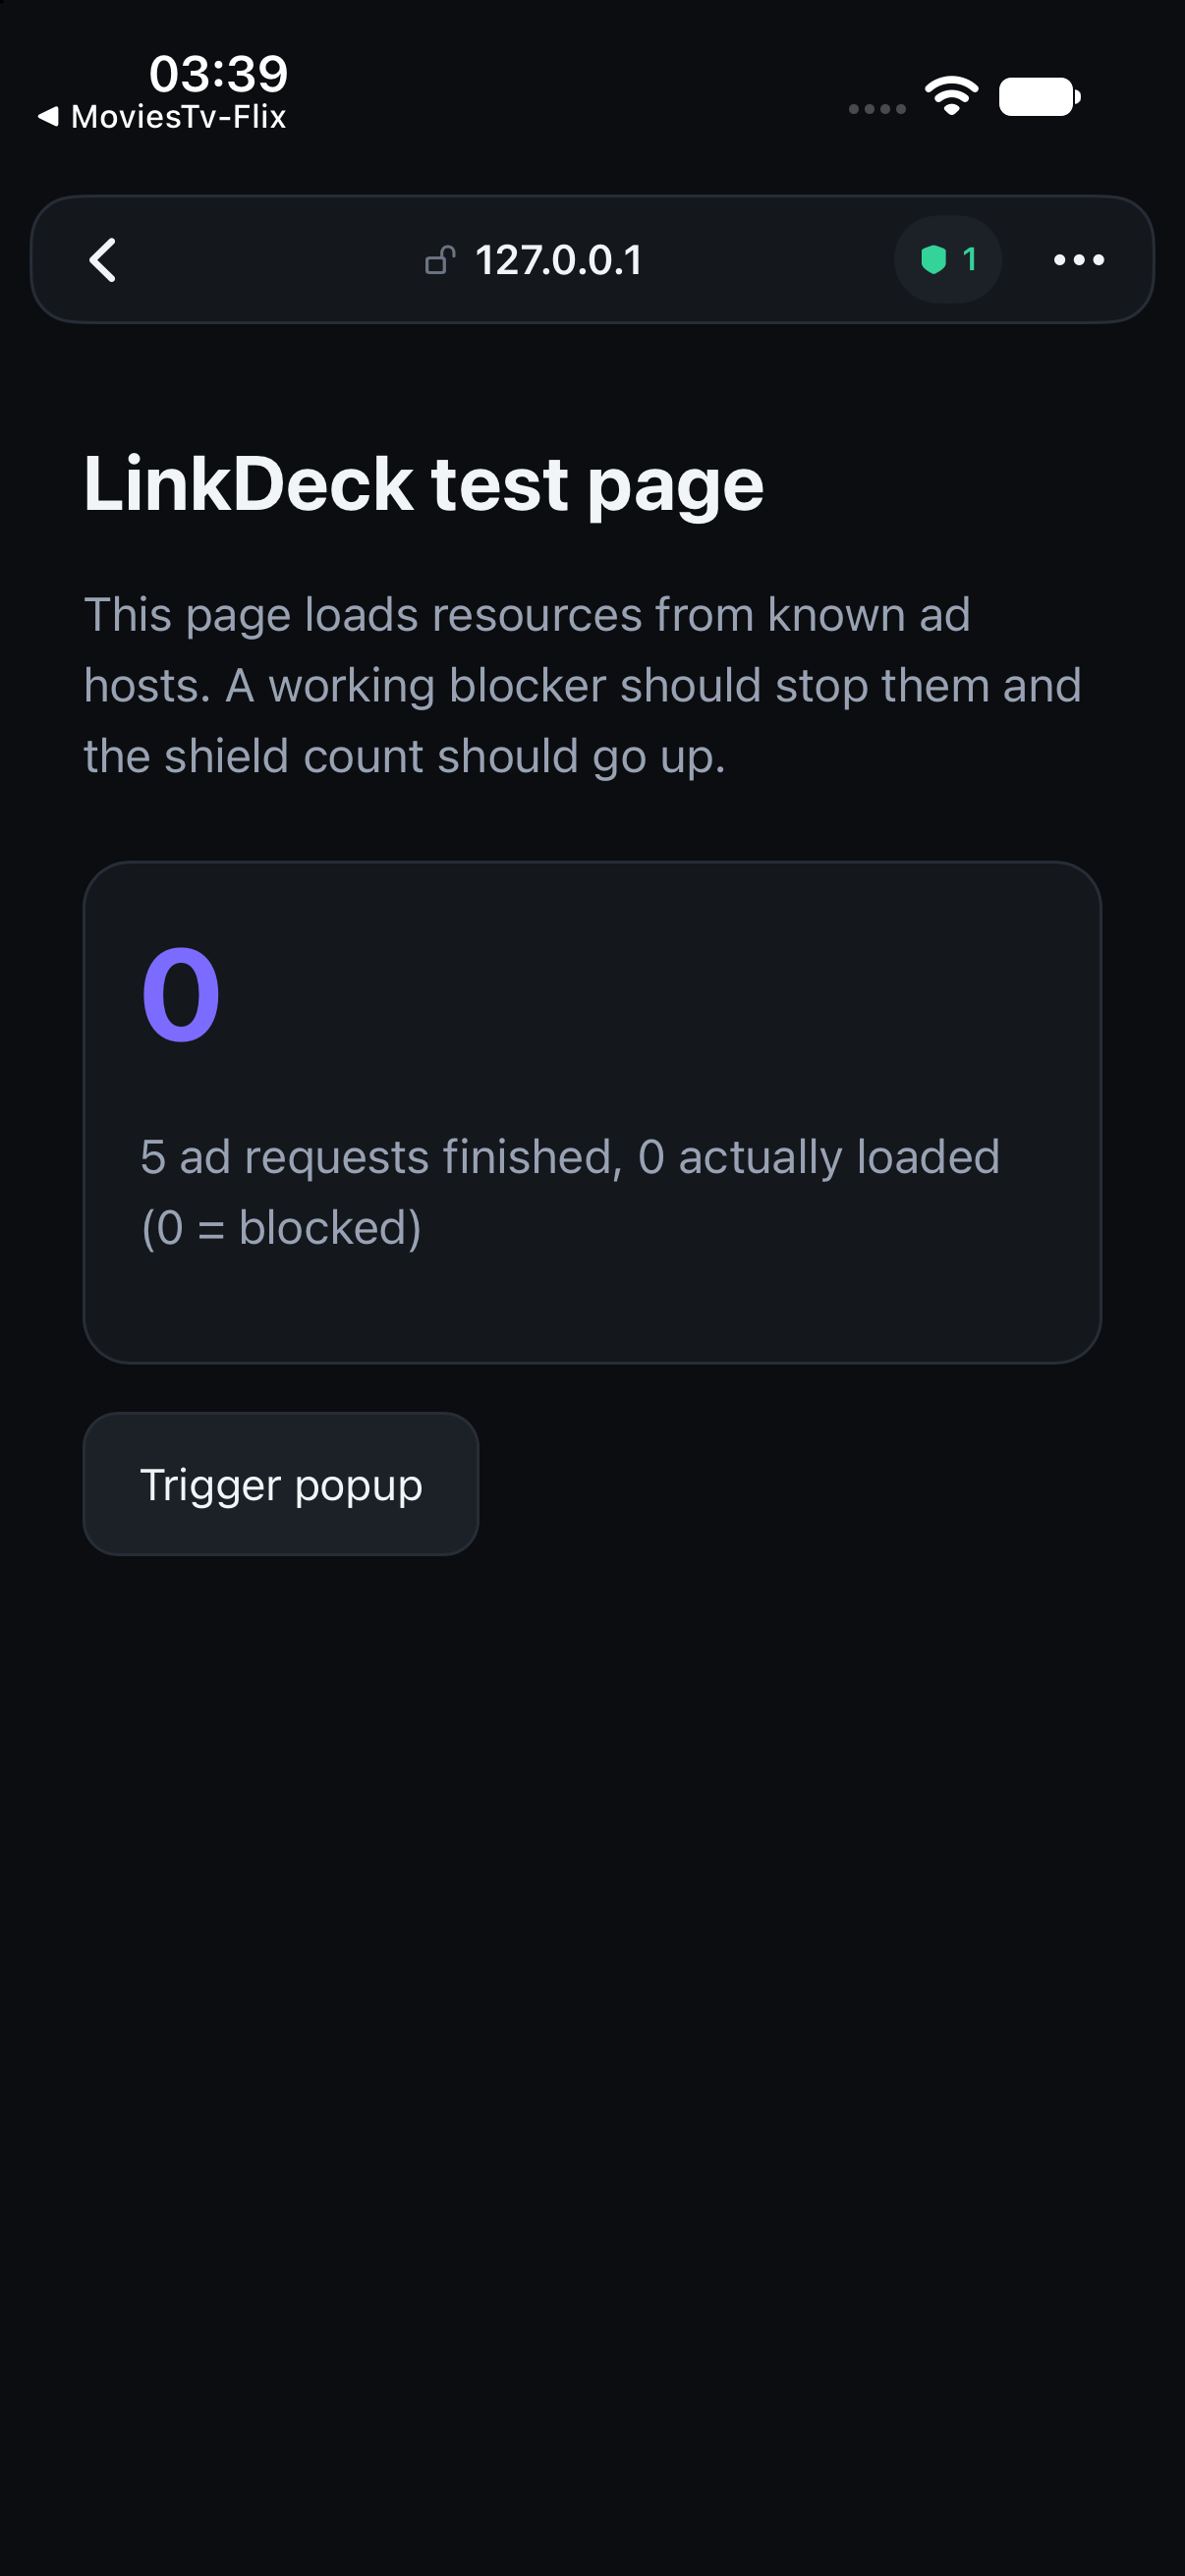 03:39
◀ MoviesTv-Flix
127.0.0.1
1
LinkDeck test page
This page loads resources from known ad
hosts. A working blocker should stop them and
the shield count should go up.
0
5 ad requests finished, 0 actually loaded
(0 = blocked)
Trigger popup